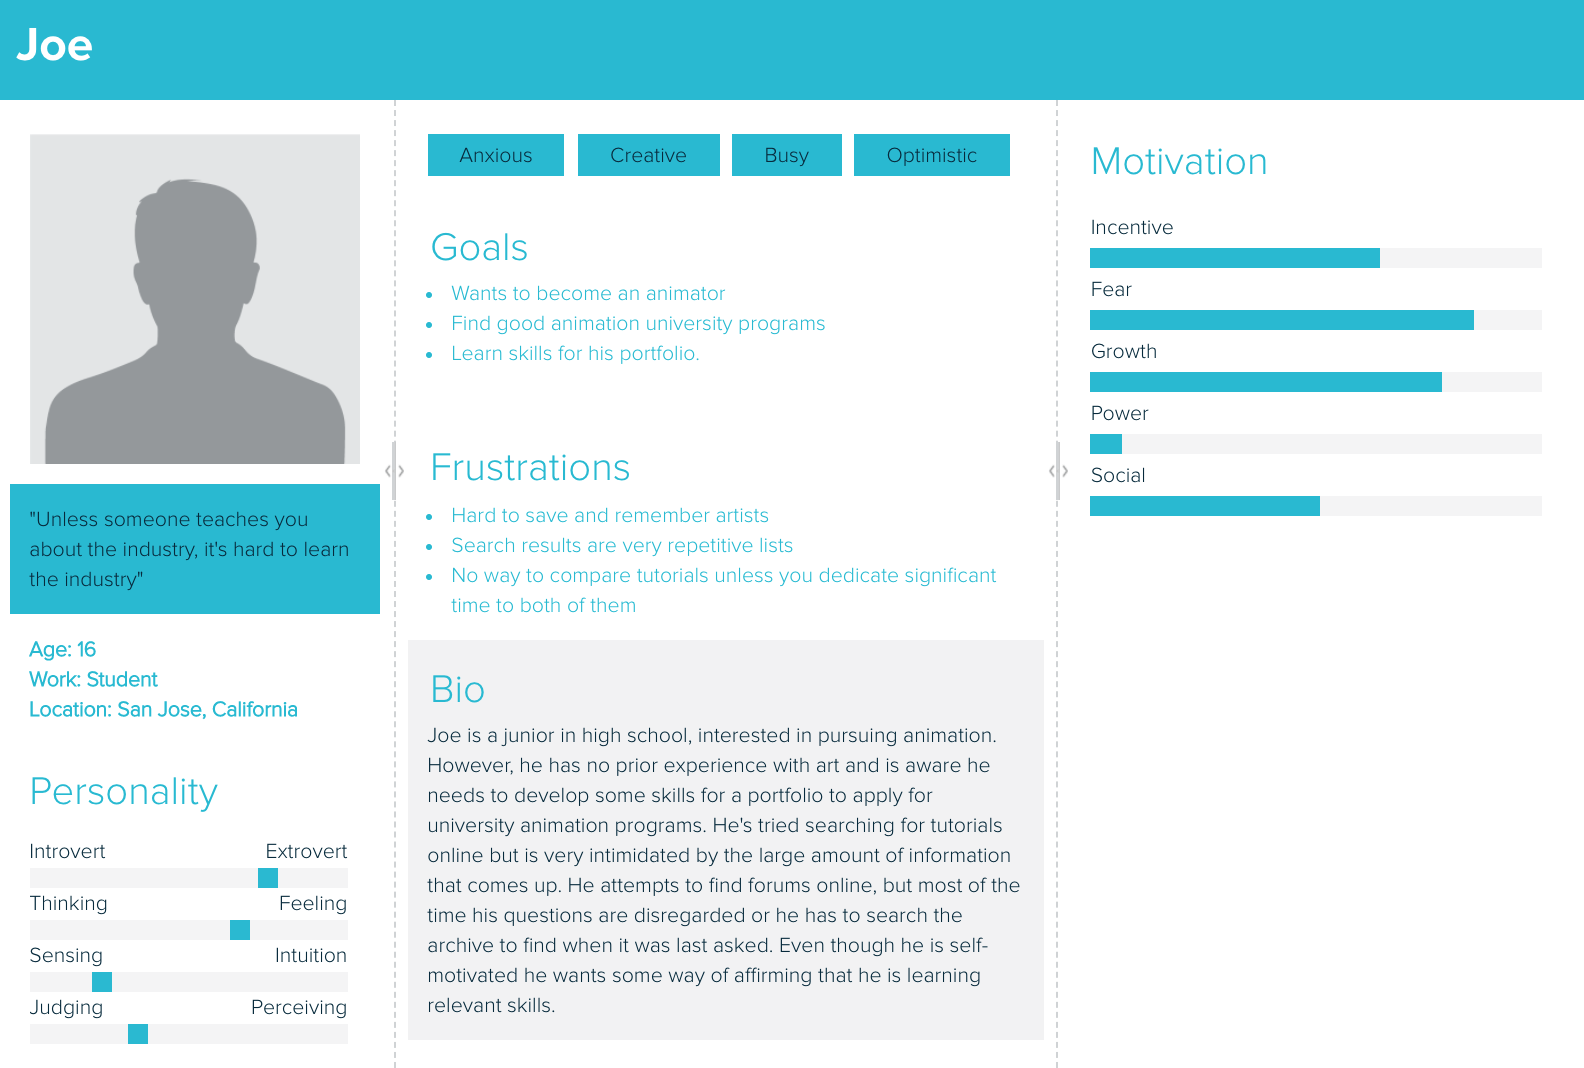 Joe
"Unless someone teaches you
about the industry, it's hard to learn
the industry"
Age: 16
Work: Student
Location: San Jose, California
Personality
Introvert Extrovert
Thinking Feeling
Sensing Intuition
Judging Perceiving
Anxious Creative Busy Optimistic
Goals
Wants to become an animator
Find good animation university programs
Learn skills for his portfolio.
Frustrations
Hard to save and remember artists
Search results are very repetitive lists
No way to compare tutorials unless you dedicate significant
time to both of them
Bio
Joe is a junior in high school, interested in pursuing animation.
However, he has no prior experience with art and is aware he
needs to develop some skills for a portfolio to apply for
university animation programs. He's tried searching for tutorials
online but is very intimidated by the large amount of information
that comes up. He attempts to find forums online, but most of the
time his questions are disregarded or he has to search the
archive to find when it was last asked. Even though he is self-
motivated he wants some way of affirming that he is learning
relevant skills.
Motivation
Incentive
Fear
Growth
Power
Social